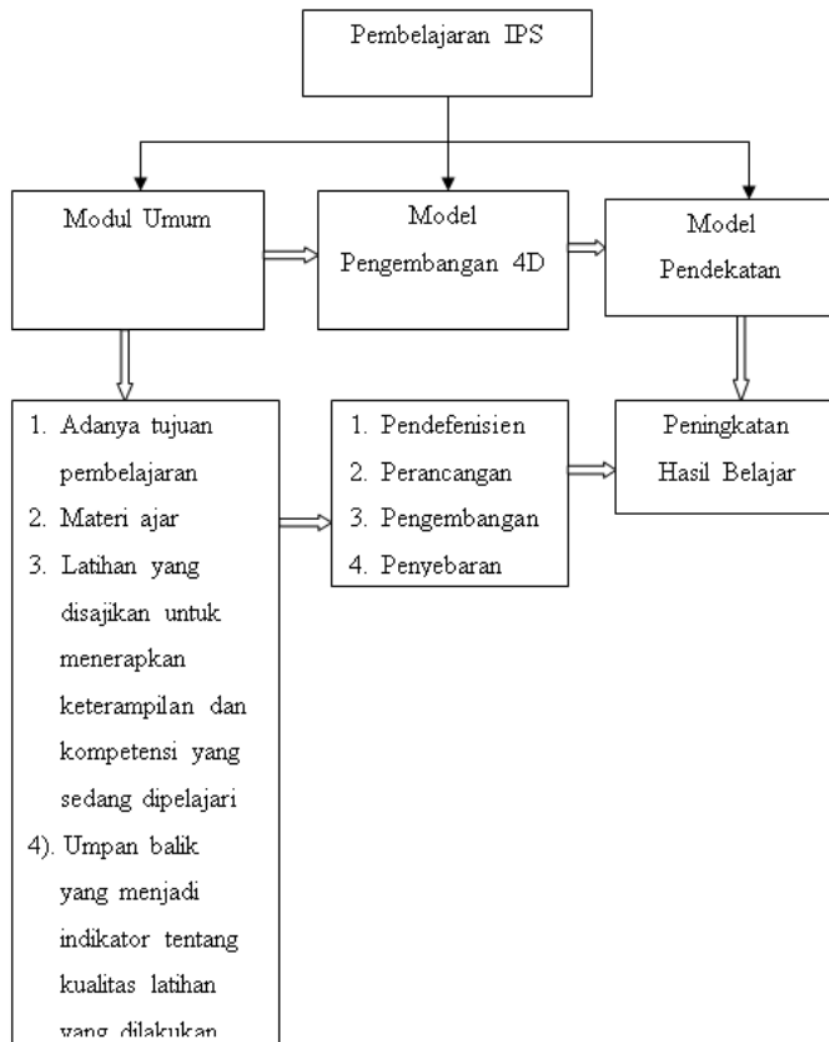 Pembelajaran IPS
Modul Umum
Model
Pengembangan 4D
Model
Pendekatan
1. Adanya tujuan
pembelajaran
2. Materi ajar
3. Latihan yang
disajikan untuk
menerapkan
keterampilan dan
kompetensi yang
sedang dipelajari
4). Umpan balik
yang menjadi
indikator tentang
kualitas latihan
yang dilakukan
1. Pendefenisien
2. Perancangan
3. Pengembangan
4. Penyebaran
Peningkatan
Hasil Belajar